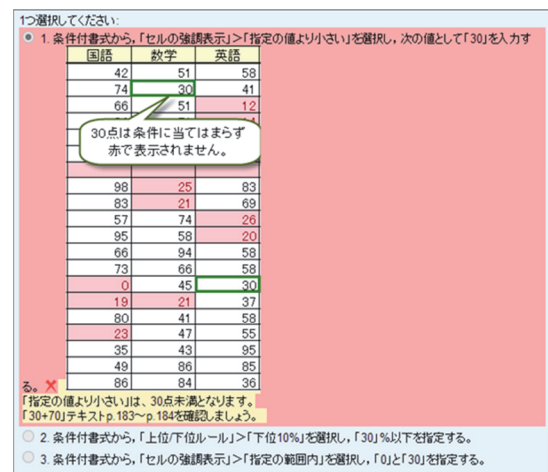 1つ選択してください:
1. 条件付書式から,「セルの強調表示」>「指定の値より小さい」を選択し, 次の値として「30」を入力す
国語 数学 英語
42 51 58
74 30 41
66 51 12
30点は条件に当てはまらず
赤で表示されません。
98 25 83
83 21 69
57 74 26
95 58 20
66 94 58
73 66 58
0 45 30
19 21 37
80 41 58
23 47 55
35 43 95
49 86 85
86 84 36
る。
「指定の値より小さい」は、30点未満となります。
「30+70」テキストp.183～p.184を確認しましょう。
2. 条件付書式から,「上位/下位ルール」>「下位10%」を選択し,「30」%以下を指定する。
3. 条件付書式から,「セルの強調表示」>「指定の範囲内」を選択し,「0」と「30」を指定する。